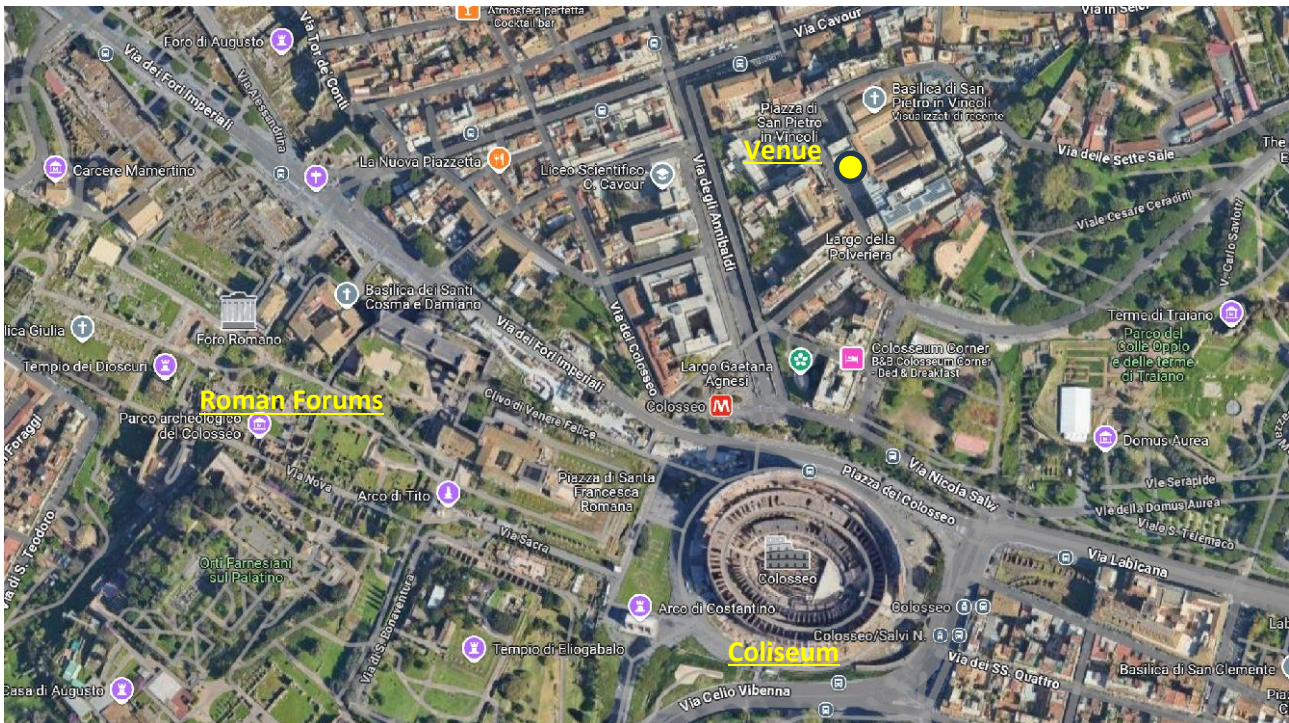 Atmosfera perfetta
Cocktail bar
Via Cavour
Via in Selci
Foro di Augusto
Via Tor de' Conti
Via dei Fori Imperiali
Via Alessandrina
Basilica di San
Pietro in Vincoli
Visualizzati di recente
Piazza di
San Pietro
in Vincoli
Venue
The
Via delle Sette Sale
Carcere Mamertino
La Nuova Piazzetta
Liceo Scientifico
C. Cavour
Via degli Annibaldi
Viale Cesare Ceradini
V. Carlo Savlotti
Largo della
Polveriera
Basilica dei Santi
Cosma e Damiano
Foro Romano
lica Giulia
Via dei Fori Imperiali
Via del Colosseo
Terme di Traiano
Parco del
Colle Oppio
e delle terme
di Traiano
Colosseum Corner
B&B Colosseum Corner
- Bed & Breakfast
Largo Gaetana
Agnesi
Tempio dei Dioscuri
Roman Forums
Colosseo
M
Clivo di Venere Felice
Parco archeologico
del Colosseo
Foraggi
Domus Aurea
Via Nova
Arco di Tito
Piazza di Santa
Francesca
Romana
Piazza del Colosseo
Via Nicola Salvi
Vle Serapide
Vle della Domus Aurea
Viale S. Telemaco
Via di S. Teodoro
Via Sacra
Via Labicana
Orti Farnesiani
sul Palatino
Via di S. Bonaventura
Colosseo
Arco di Costantino
Colosseo
Colosseo/Salvi N.
Coliseum
Tempio di Eliogabalo
Via dei SS. Quattro
Basilica di San Clemente
Casa di Augusto
Via Celio Vibenna